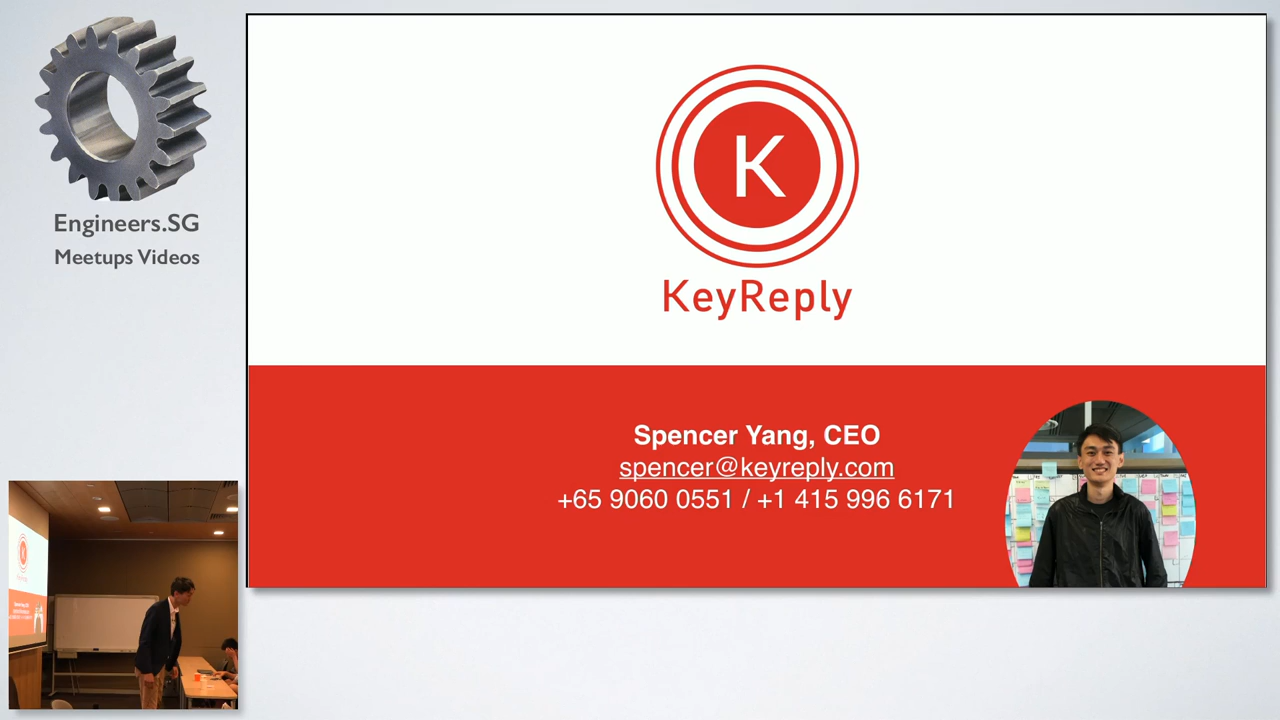 Engineers.SG
Meetups Videos
K
KeyReply
Spencer Yang, CEO
spencer@keyreply.com
+65 9060 0551 / +1 415 996 6171